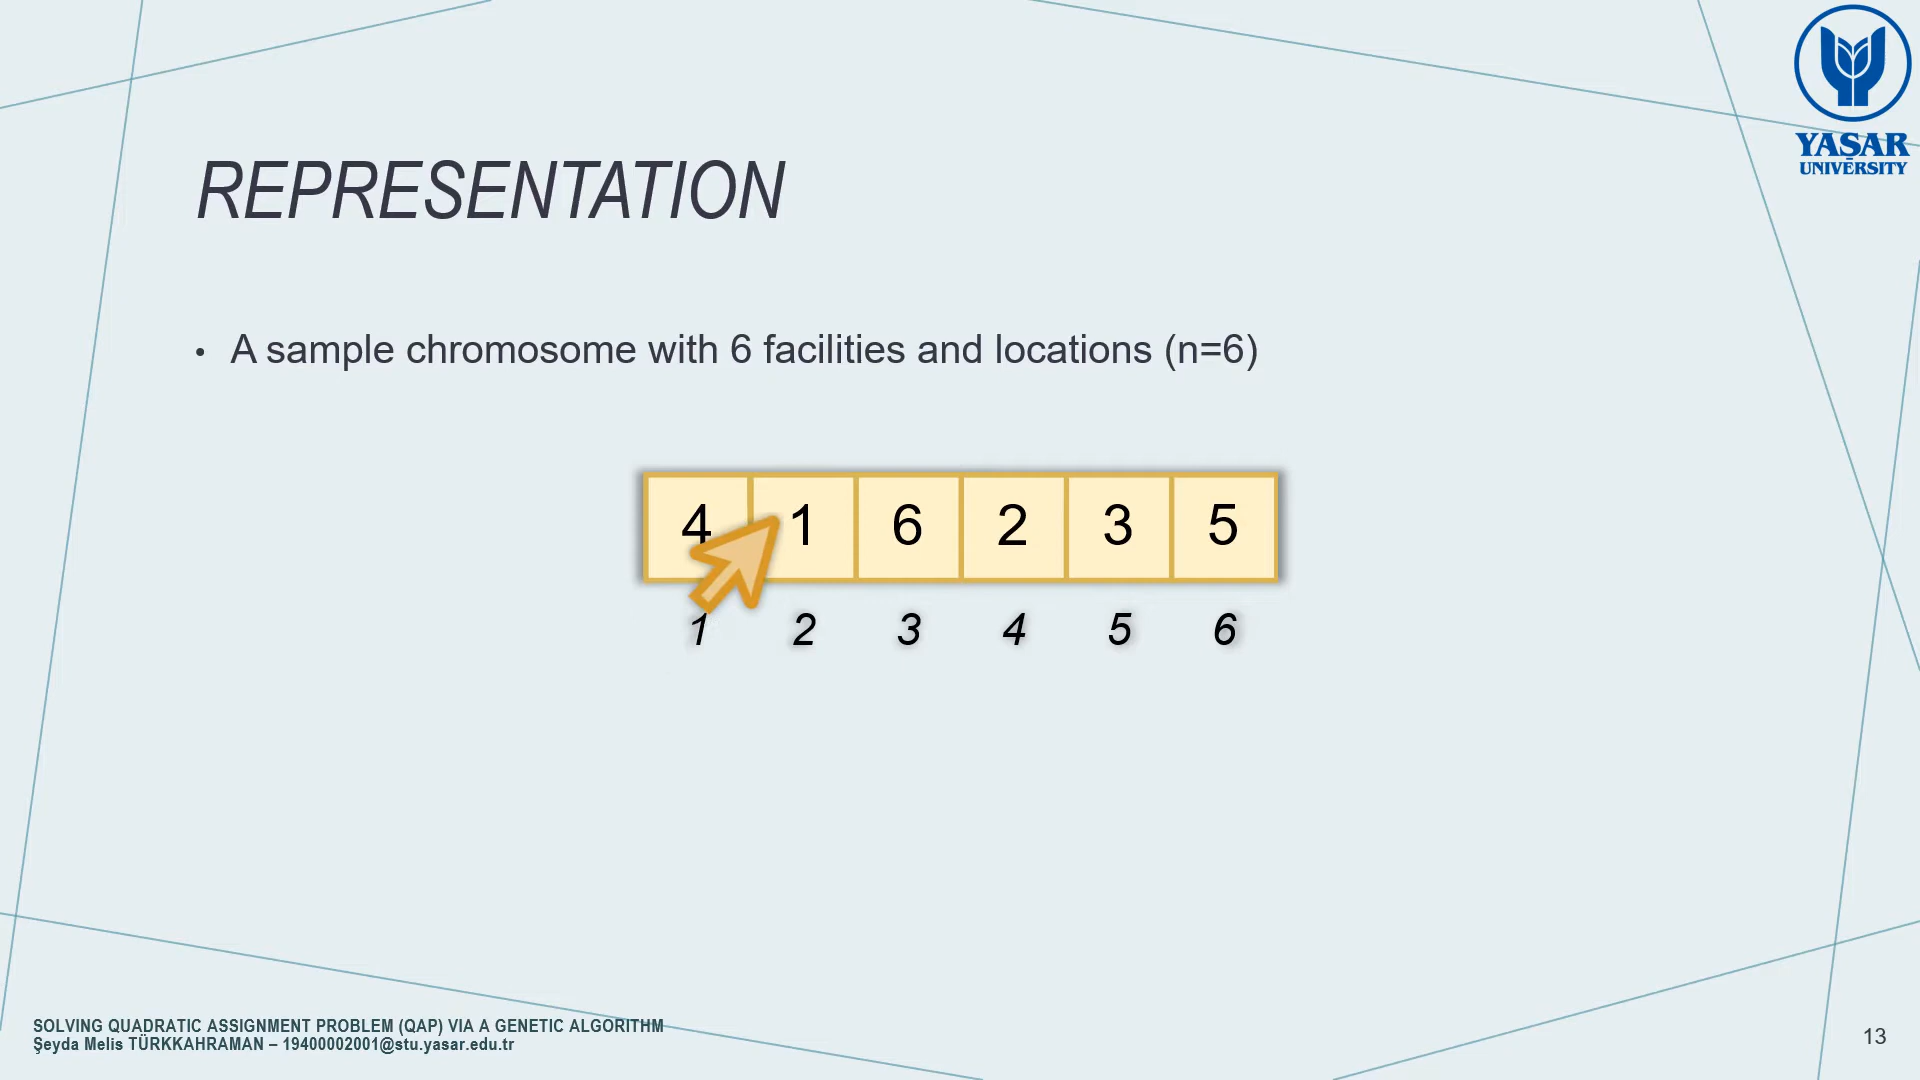 YAŞAR
UNIVERSITY
REPRESENTATION
• A sample chromosome with 6 facilities and locations (n=6)
4 1 6 2 3 5
1 2 3 4 5 6
SOLVING QUADRATIC ASSIGNMENT PROBLEM (QAP) VIA A GENETIC ALGORITHM
Şeyda Melis TÜRKKAHRAMAN – 19400002001@stu.yasar.edu.tr
13